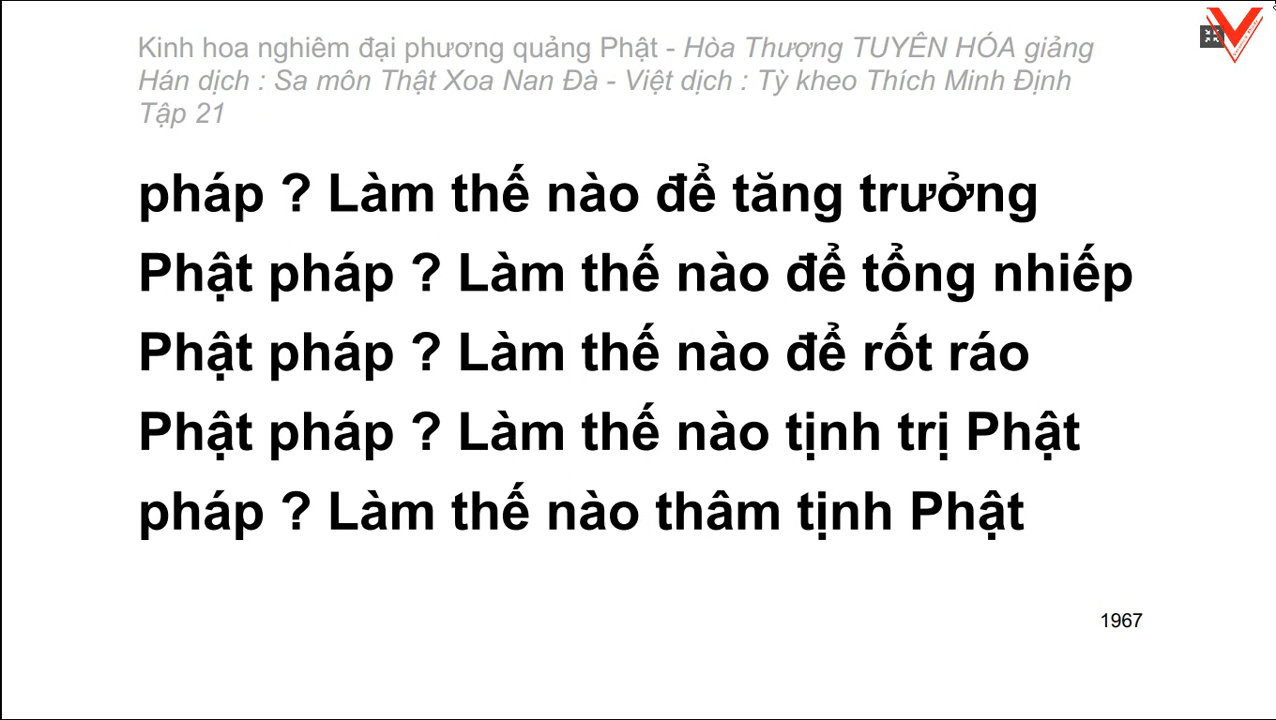 Kinh hoa nghiêm đại phương quảng Phật - Hòa Thượng TUYÊN HÓA giảng
Hán dịch : Sa môn Thật Xoa Nan Đà - Việt dịch : Tỳ kheo Thích Minh Định
Tập 21
pháp ? Làm thế nào để tăng trưởng
Phật pháp ? Làm thế nào để tổng nhiếp
Phật pháp ? Làm thế nào để rốt ráo
Phật pháp ? Làm thế nào tịnh trị Phật
pháp ? Làm thế nào thâm tịnh Phật
1967